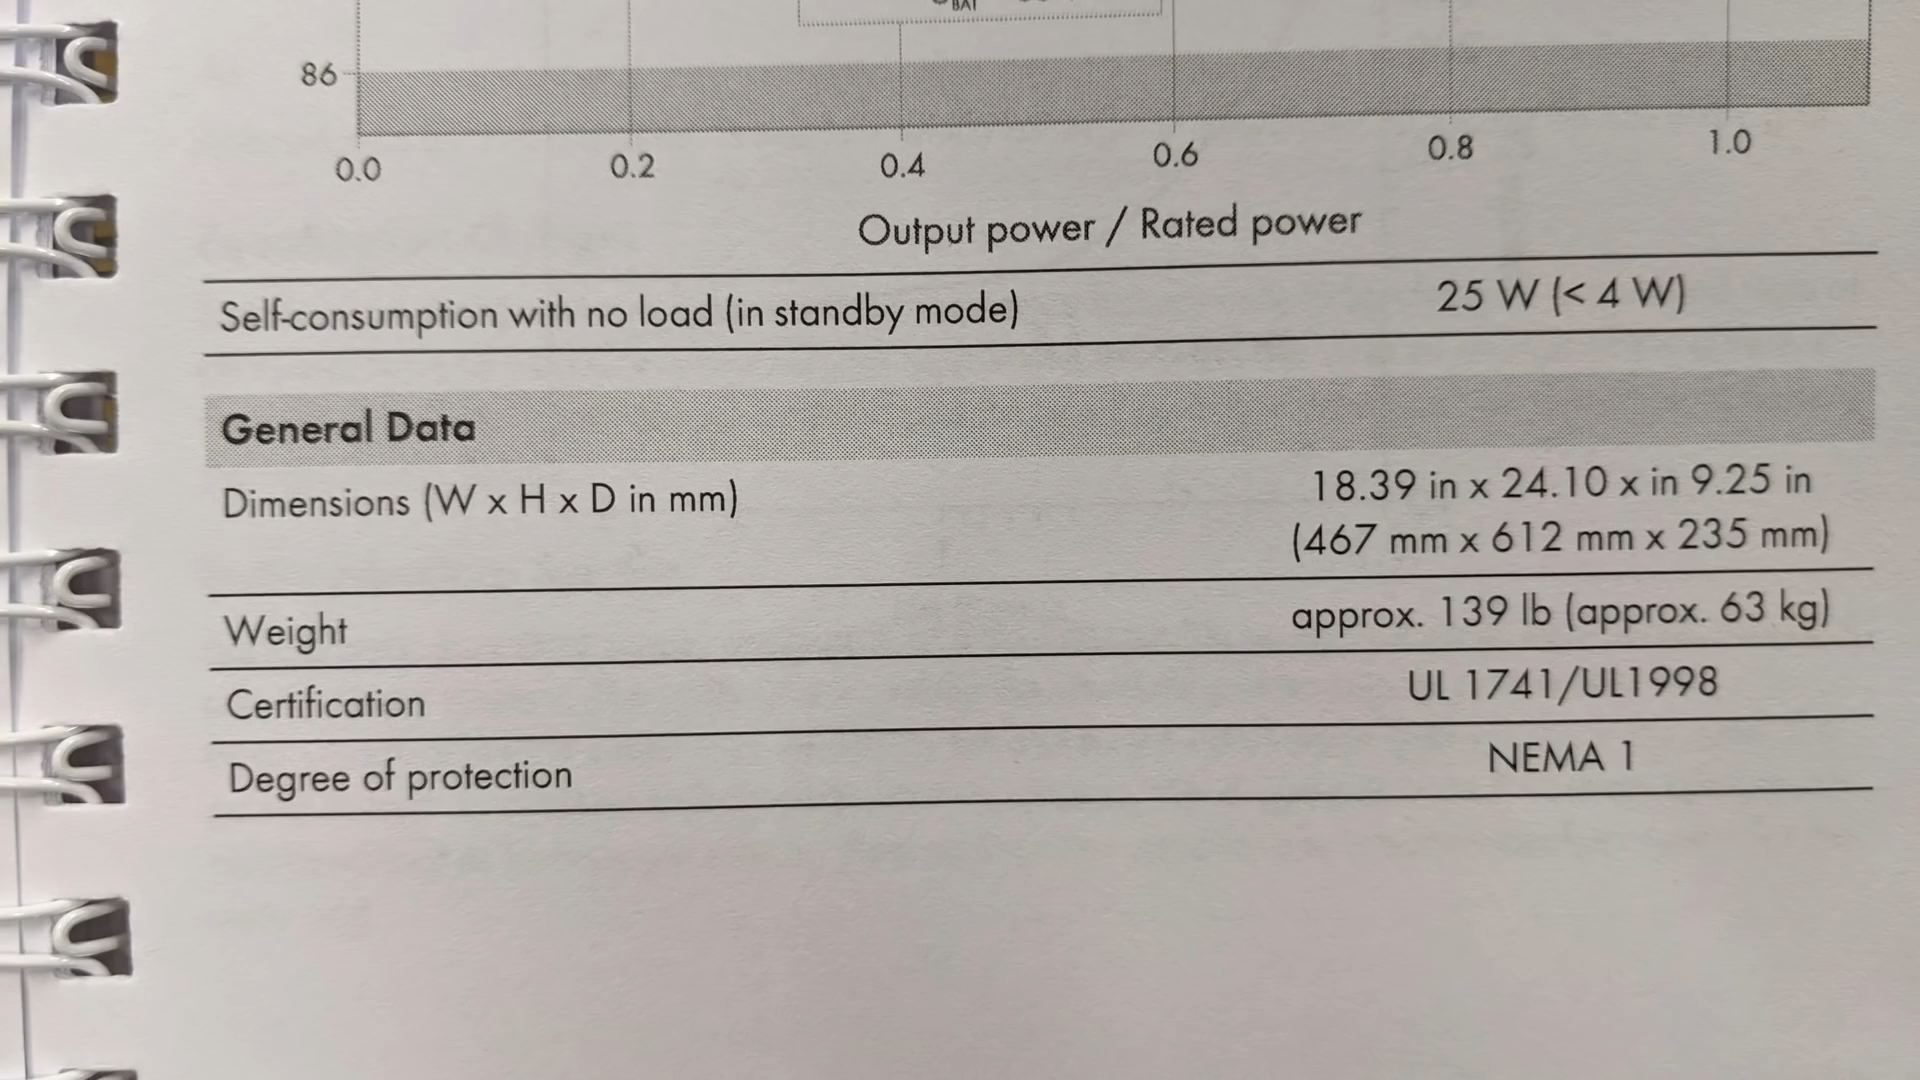 BAT
86
0.0 0.2 0.4 0.6 0.8 1.0
Output power / Rated power
Self-consumption with no load (in standby mode) 25 W (< 4 W)
General Data
Dimensions (W x H x D in mm) 18.39 in x 24.10 x in 9.25 in
(467 mm x 612 mm x 235 mm)
Weight approx. 139 lb (approx. 63 kg)
Certification UL 1741/UL1998
Degree of protection NEMA 1